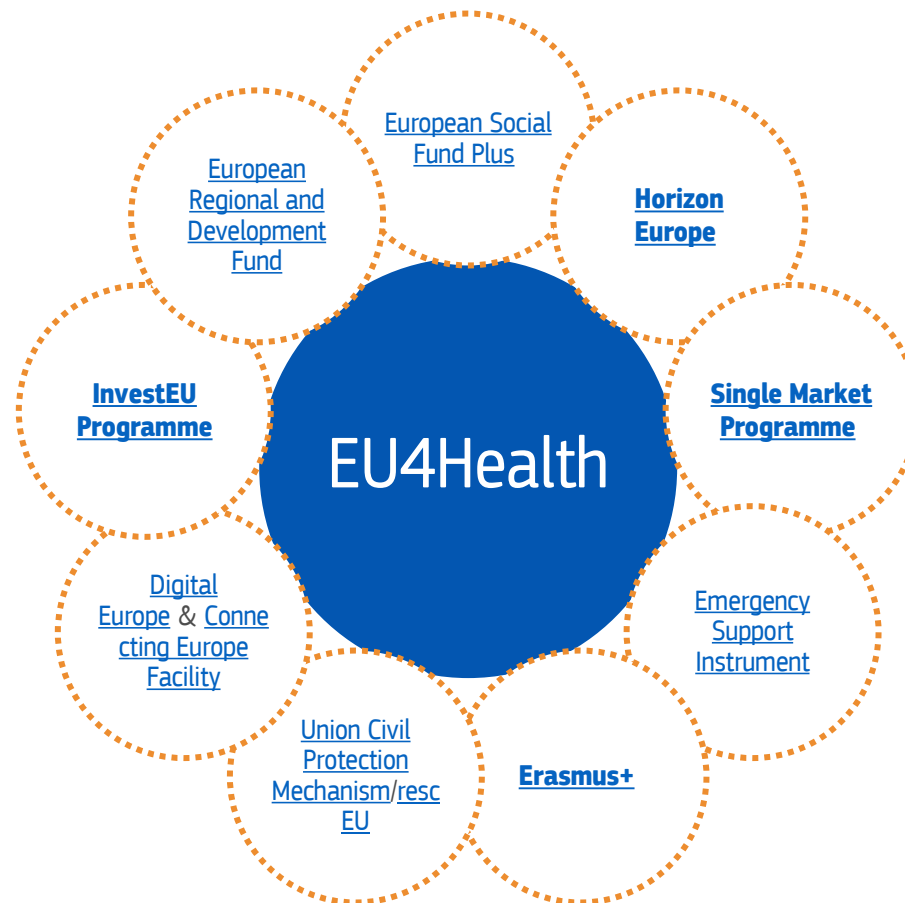 European Social
Fund Plus
European
Regional and
Development
Fund
Horizon
Europe
InvestEU
Programme
Single Market
Programme
EU4Health
Digital
Europe & Conne
cting Europe
Facility
Emergency
Support
Instrument
Union Civil
Protection
Mechanism/resc
EU
Erasmus+